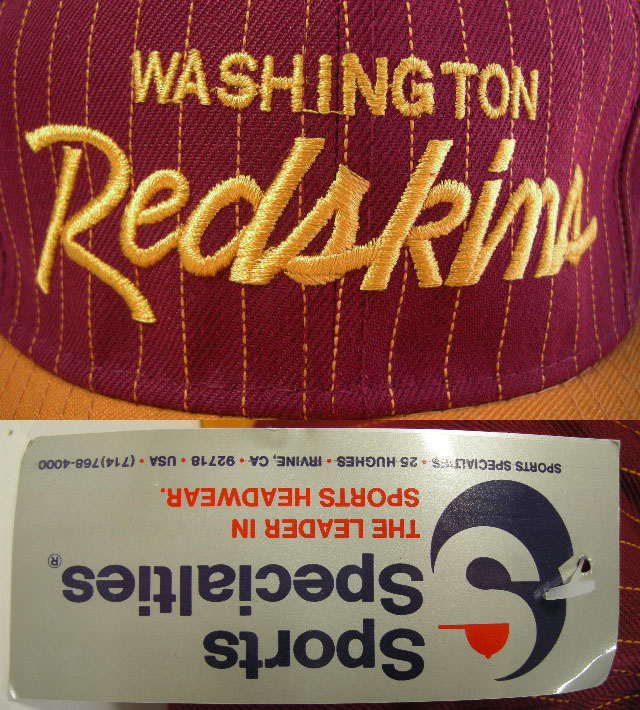 WASHINGTON
Redskins
Sports
Specialties®
THE LEADER IN
SPORTS HEADWEAR.
SPORTS SPECIALTIES • 25 HUGHES • IRVINE, CA • 92718 • USA • (714)768-4000